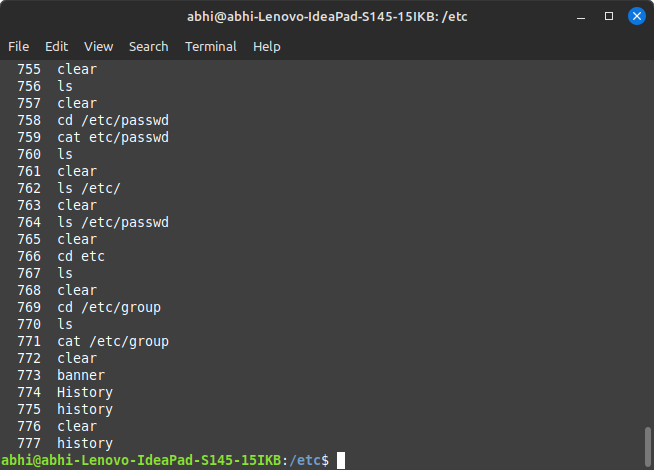 abhi@abhi-Lenovo-IdeaPad-S145-15IKB: /etc
File Edit View Search Terminal Help
755 clear
756 ls
757 clear
758 cd /etc/passwd
759 cat etc/passwd
760 ls
761 clear
762 ls /etc/
763 clear
764 ls /etc/passwd
765 clear
766 cd etc
767 ls
768 clear
769 cd /etc/group
770 ls
771 cat /etc/group
772 clear
773 banner
774 History
775 history
776 clear
777 history
abhi@abhi-Lenovo-IdeaPad-S145-15IKB:/etc$